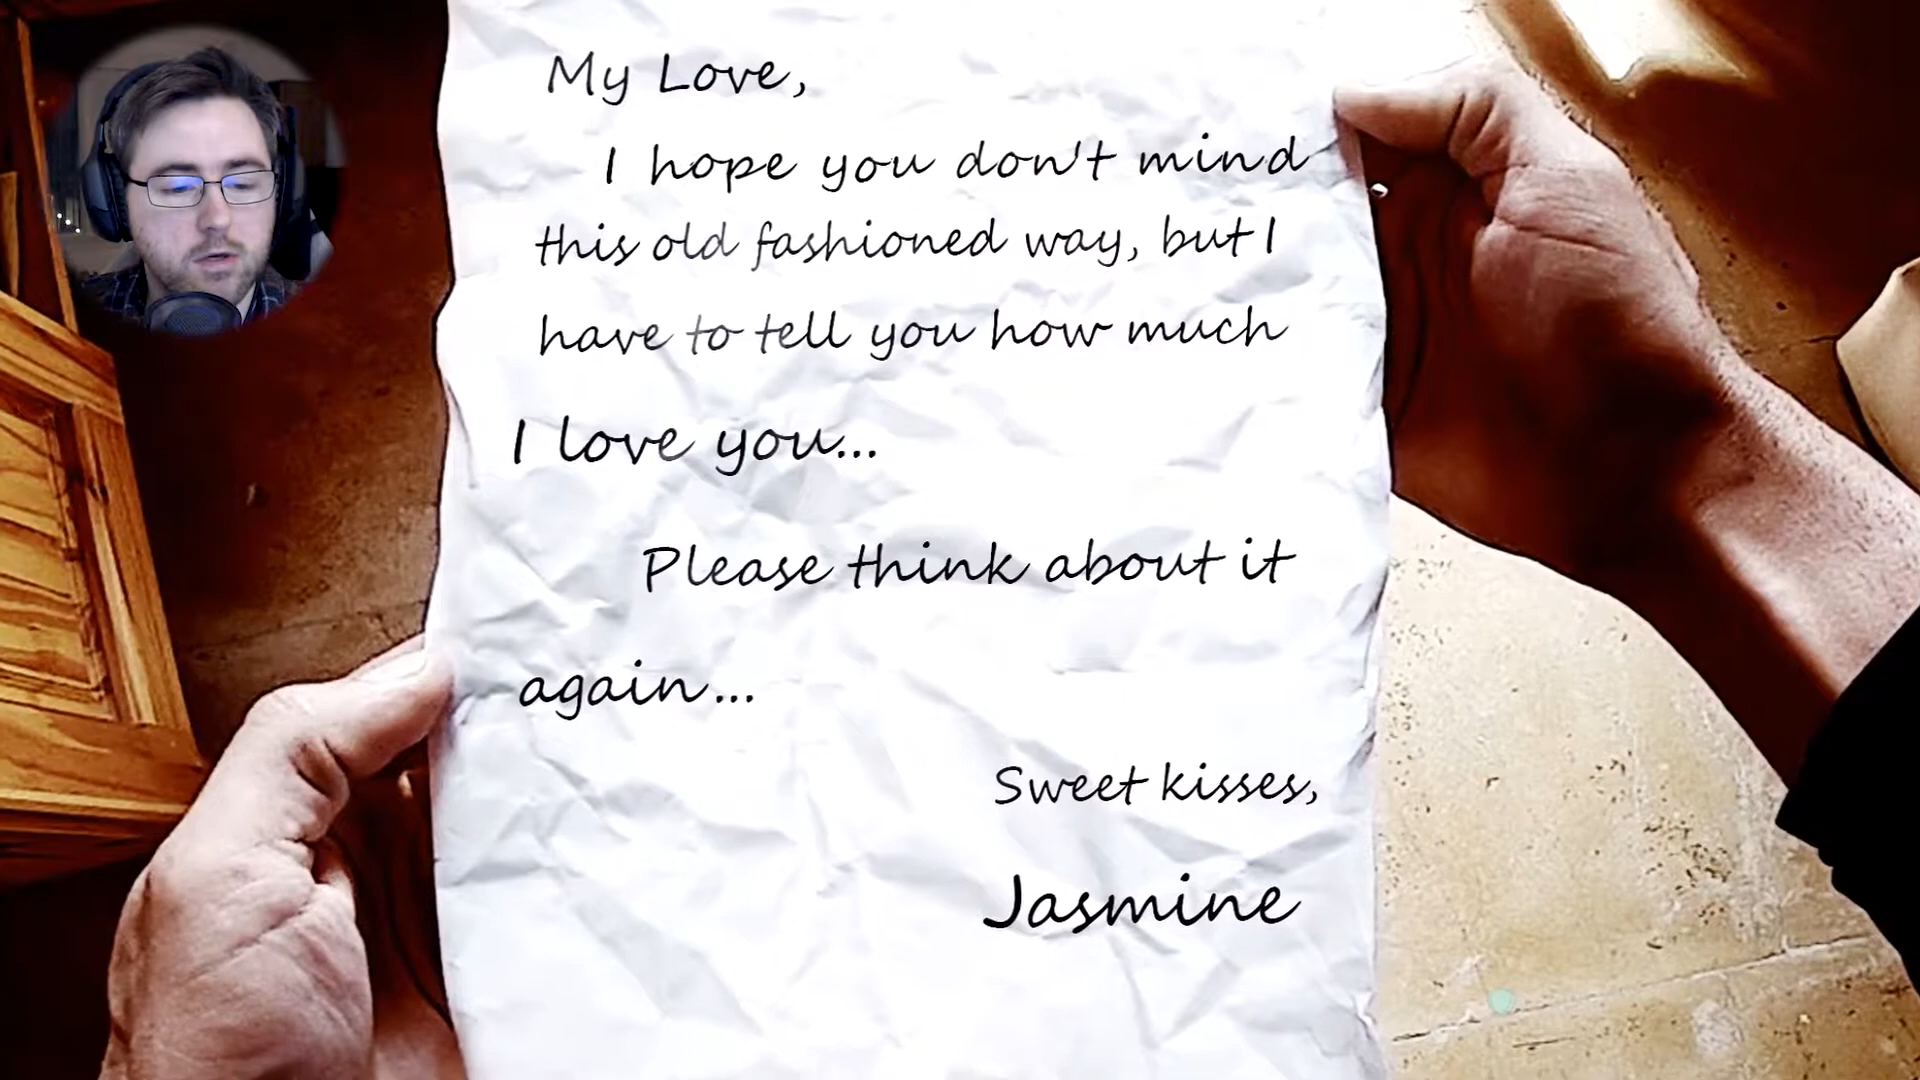 My Love,
I hope you don't mind
this old fashioned way, but I
have to tell you how much
I love you...
Please think about it
again...
Sweet kisses,
Jasmine